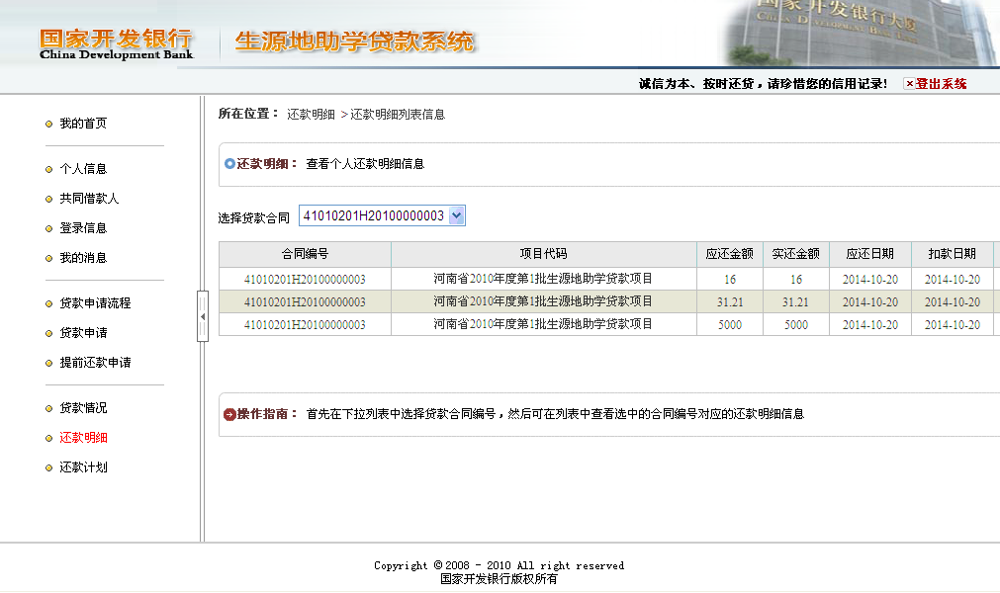 国家开发银行
China Development Bank
生源地助学贷款系统
国家开发银行大厦
China Development Bank
诚信为本、按时还贷，请珍惜您的信用记录! 登出系统
我的首页
个人信息
共同借款人
登录信息
我的消息
贷款申请流程
贷款申请
提前还款申请
贷款情况
还款明细
还款计划
所在位置： 还款明细 >还款明细列表信息
还款明细： 查看个人还款明细信息
选择贷款合同 41010201H20100000003
合同编号 项目代码 应还金额 实还金额 应还日期 扣款日期
41010201H20100000003 河南省2010年度第1批生源地助学贷款项目 16 16 2014-10-20 2014-10-20
41010201H20100000003 河南省2010年度第1批生源地助学贷款项目 31.21 31.21 2014-10-20 2014-10-20
41010201H20100000003 河南省2010年度第1批生源地助学贷款项目 5000 5000 2014-10-20 2014-10-20
操作指南： 首先在下拉列表中选择贷款合同编号，然后可在列表中查看选中的合同编号对应的还款明细信息
Copyright ©2008 - 2010 All right reserved
国家开发银行版权所有